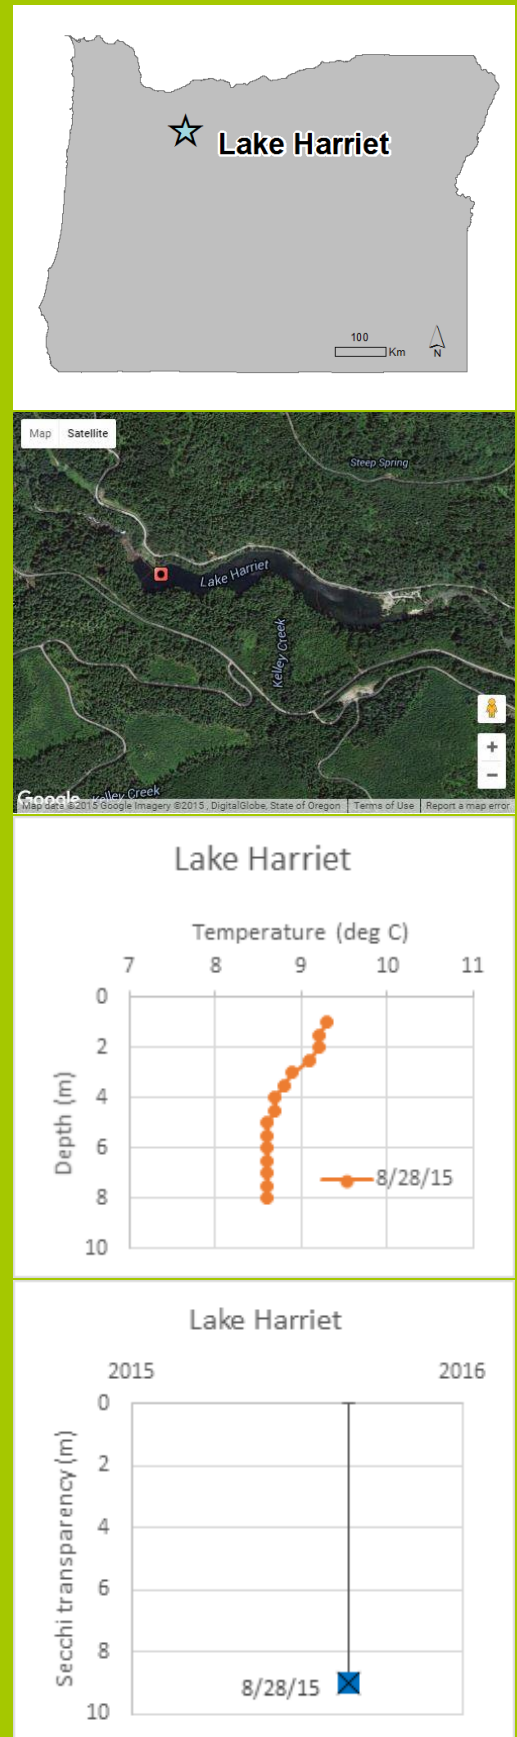 Lake Harriet
100
Km
N
Map Satellite
Steep Spring
Lake Harriet
Kelley Creek
Kelley Creek
Google
Map data ©2015 Google Imagery ©2015 , DigitalGlobe, State of Oregon Terms of Use Report a map error
Lake Harriet
Temperature (deg C)
7 8 9 10 11
0
2
4
6
8
10
Depth (m)
8/28/15
Lake Harriet
2015 2016
0
2
4
6
8
10
Secchi transparency (m)
8/28/15